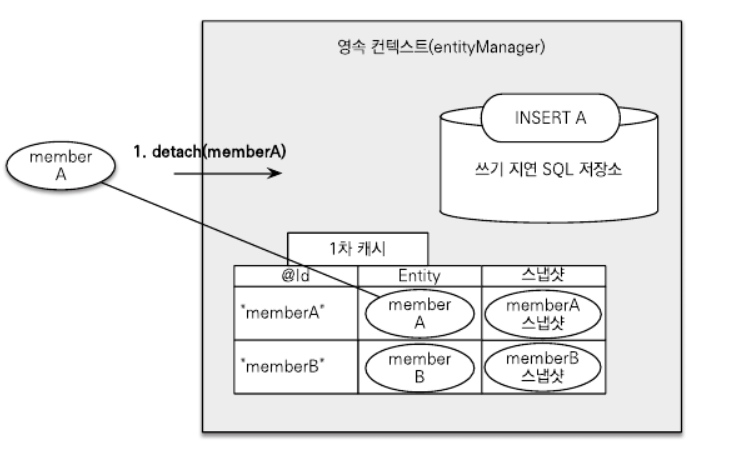 영속 컨텍스트(entityManager)
INSERT A
쓰기 지연 SQL 저장소
member
A
1. detach(memberA)
1차 캐시
@Id
Entity
스냅샷
"memberA"
member
A
memberA
스냅샷
"memberB"
member
B
memberB
스냅샷